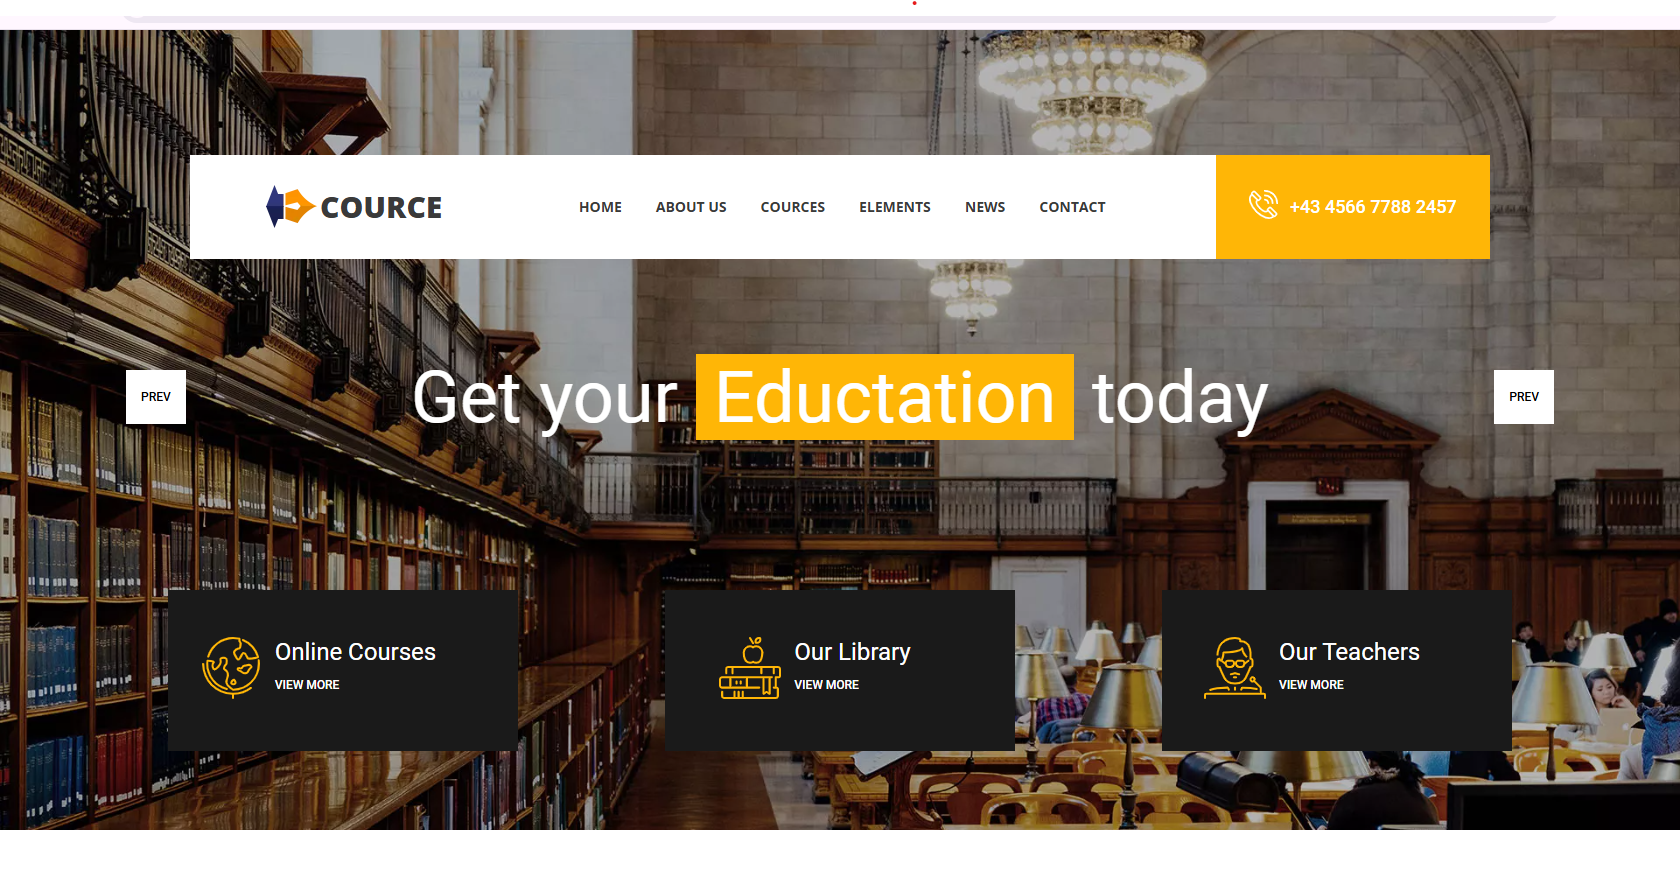 COURCE
HOME ABOUT US COURCES ELEMENTS NEWS CONTACT
+43 4566 7788 2457
PREV
Get your Eductation today
PREV
Online Courses
VIEW MORE
Our Library
VIEW MORE
Our Teachers
VIEW MORE